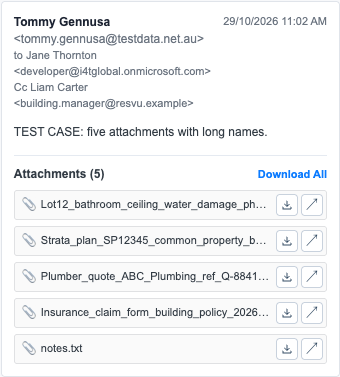 Tommy Gennusa 29/10/2026 11:02 AM
<tommy.gennusa@testdata.net.au>
to Jane Thornton
<developer@i4tglobal.onmicrosoft.com>
Cc Liam Carter
<building.manager@resvu.example>
TEST CASE: five attachments with long names.
Attachments (5) Download All
Lot12_bathroom_ceiling_water_damage_ph...
Strata_plan_SP12345_common_property_b...
Plumber_quote_ABC_Plumbing_ref_Q-8841...
Insurance_claim_form_building_policy_2026...
notes.txt